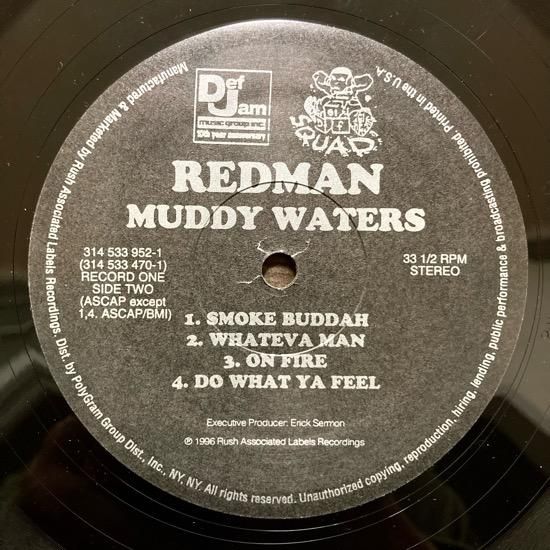 Def
Jam
music group inc.
10th year anniversary
SQUAD
REDMAN
MUDDY WATERS
314 533 952-1
(314 533 470-1)
RECORD ONE
SIDE TWO
(ASCAP except
1,4. ASCAP/BMI)
33 1/2 RPM
STEREO
1. SMOKE BUDDAH
2. WHATEVA MAN
3. ON FIRE
4. DO WHAT YA FEEL
Executive Producer: Erick Sermon
℗ 1996 Rush Associated Labels Recordings
Manufactured & Marketed by Rush Associated Labels Recordings. Dist. by PolyGram Group Dist., Inc., NY, NY. All rights reserved. Unauthorized copying, reproduction, hiring, lending, public performance & broadcasting prohibited. Printed in the U.S.A.